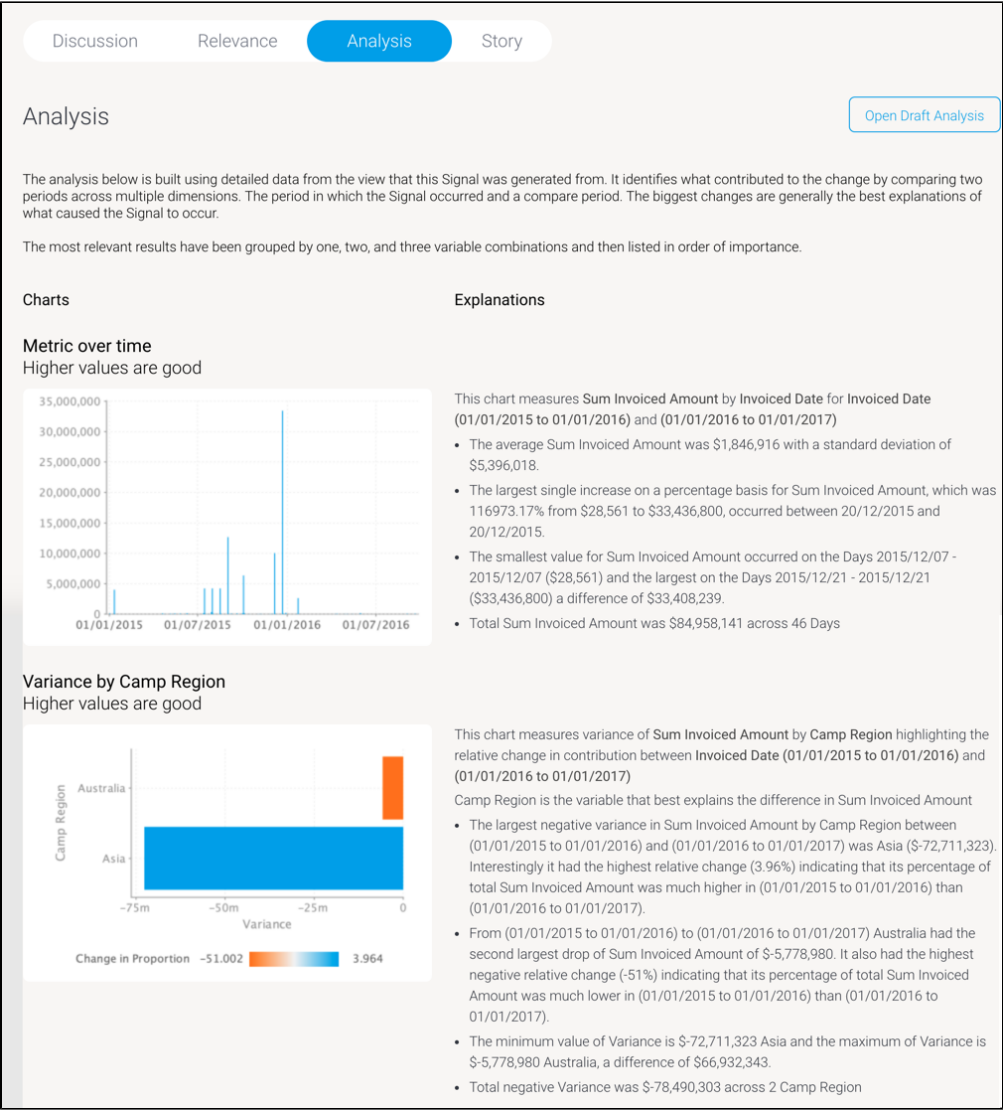 Discussion Relevance Analysis Story
Analysis
Open Draft Analysis
The analysis below is built using detailed data from the view that this Signal was generated from. It identifies what contributed to the change by comparing two
periods across multiple dimensions. The period in which the Signal occurred and a compare period. The biggest changes are generally the best explanations of
what caused the Signal to occur.
The most relevant results have been grouped by one, two, and three variable combinations and then listed in order of importance.
Charts
Explanations
Metric over time
Higher values are good
35,000,000
30,000,000
25,000,000
20,000,000
15,000,000
10,000,000
5,000,000
0
01/01/2015 01/07/2015 01/01/2016 01/07/2016
This chart measures Sum Invoiced Amount by Invoiced Date for Invoiced Date
(01/01/2015 to 01/01/2016) and (01/01/2016 to 01/01/2017)
• The average Sum Invoiced Amount was $1,846,916 with a standard deviation of
$5,396,018.
• The largest single increase on a percentage basis for Sum Invoiced Amount, which was
116973.17% from $28,561 to $33,436,800, occurred between 20/12/2015 and
20/12/2015.
• The smallest value for Sum Invoiced Amount occurred on the Days 2015/12/07 -
2015/12/07 ($28,561) and the largest on the Days 2015/12/21 - 2015/12/21
($33,436,800) a difference of $33,408,239.
• Total Sum Invoiced Amount was $84,958,141 across 46 Days
Variance by Camp Region
Higher values are good
Camp Region
Australia
Asia
−75m −50m −25m 0
Variance
Change in Proportion −51.002 3.964
This chart measures variance of Sum Invoiced Amount by Camp Region highlighting the
relative change in contribution between Invoiced Date (01/01/2015 to 01/01/2016) and
(01/01/2016 to 01/01/2017)
Camp Region is the variable that best explains the difference in Sum Invoiced Amount
• The largest negative variance in Sum Invoiced Amount by Camp Region between
(01/01/2015 to 01/01/2016) and (01/01/2016 to 01/01/2017) was Asia ($-72,711,323).
Interestingly it had the highest relative change (3.96%) indicating that its percentage of
total Sum Invoiced Amount was much higher in (01/01/2015 to 01/01/2016) than
(01/01/2016 to 01/01/2017).
• From (01/01/2015 to 01/01/2016) to (01/01/2016 to 01/01/2017) Australia had the
second largest drop of Sum Invoiced Amount of $-5,778,980. It also had the highest
negative relative change (-51%) indicating that its percentage of total Sum Invoiced
Amount was much lower in (01/01/2015 to 01/01/2016) than (01/01/2016 to
01/01/2017).
• The minimum value of Variance is $-72,711,323 Asia and the maximum of Variance is
$-5,778,980 Australia, a difference of $66,932,343.
• Total negative Variance was $-78,490,303 across 2 Camp Region